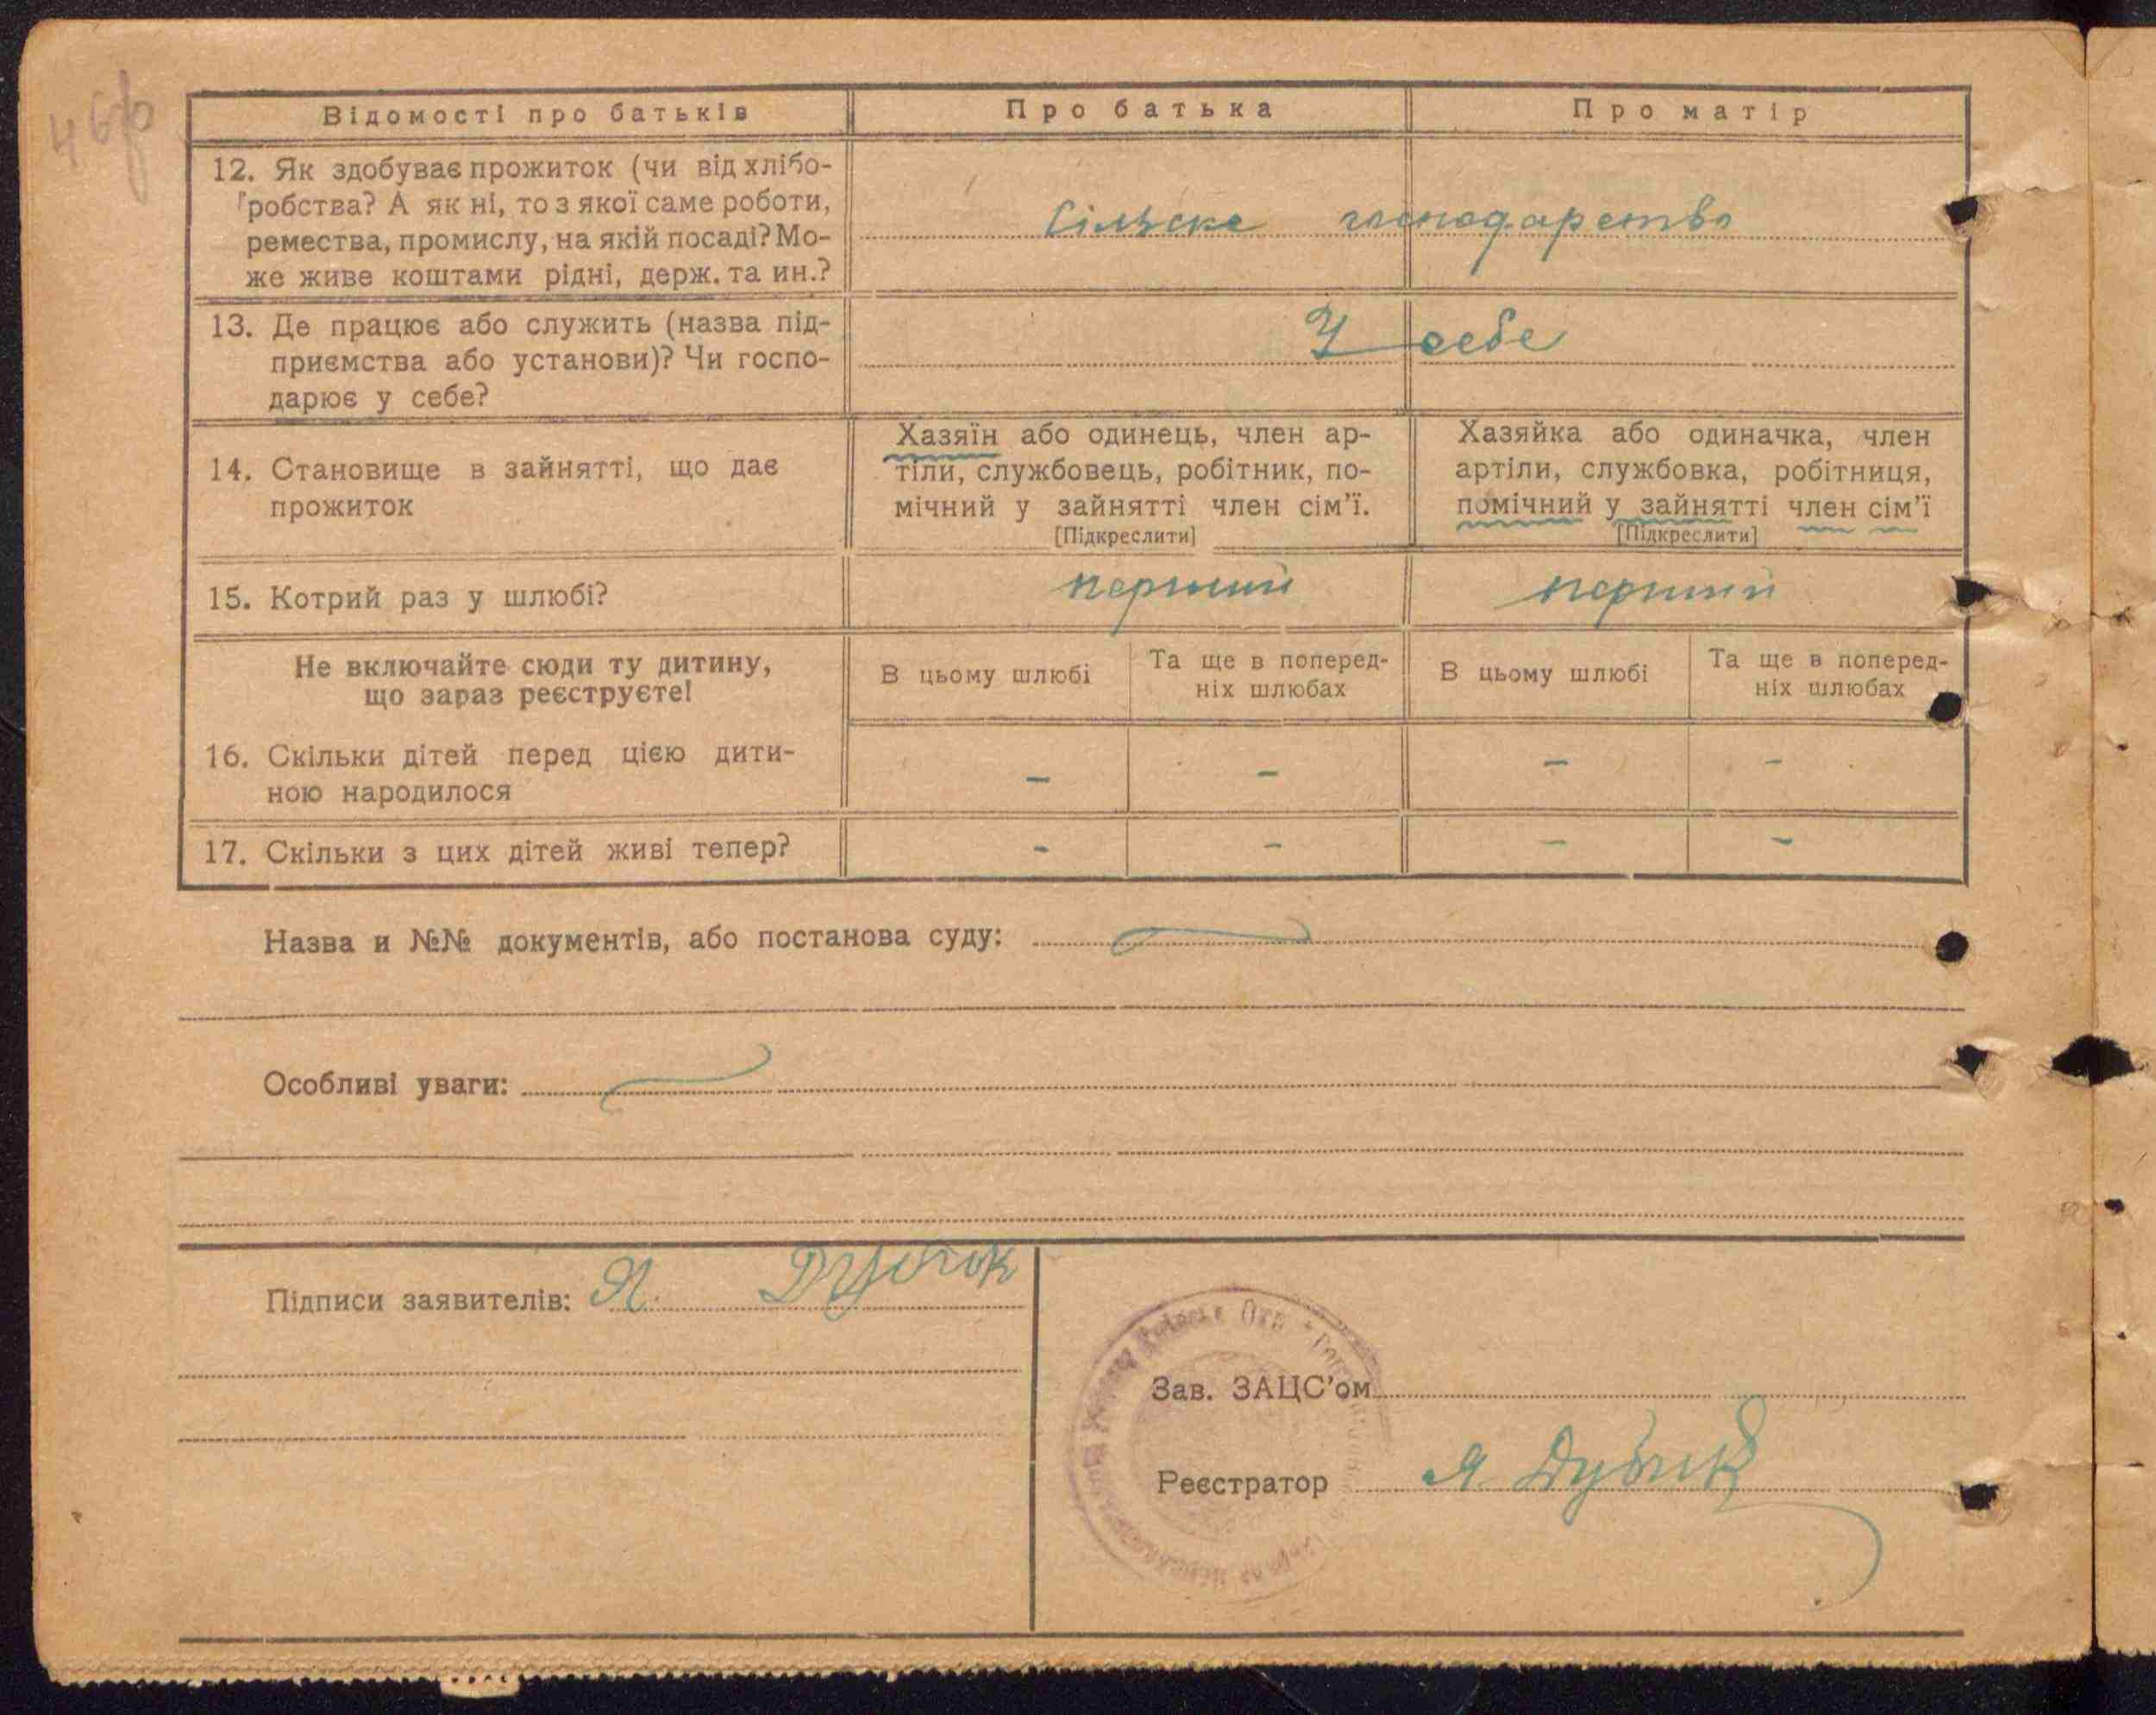 Відомості про батьків
Про батька
Про матір
12. Як здобуває прожиток (чи від хлібо-
робства? А як ні, то з якої саме роботи,
ремества, промислу, на якій посаді? Мо-
же живе коштами рідні, держ. та ин.?
Сільске господарство
13. Де працює або служить (назва під-
приємства або установи)? Чи госпо-
дарює у себе?
У себе
14. Становище в зайнятті, що дає
прожиток
Хазяїн або одинець, член ар-
тіли, службовець, робітник, по-
мічний у зайнятті член сім'ї.
[Підкреслити]
Хазяйка або одиначка, член
артіли, службовка, робітниця,
помічний у зайнятті член сім'ї
[Підкреслити]
15. Котрий раз у шлюбі?
перший
перший
Не включайте сюди ту дитину,
що зараз реєструєте!
В цьому шлюбі
Та ще в поперед-
ніх шлюбах
В цьому шлюбі
Та ще в поперед-
ніх шлюбах
16. Скільки дітей перед цією дити-
ною народилося
– – – –
17. Скільки з цих дітей живі тепер?
– – – –
Назва и №№ документів, або постанова суду:
Особливі уваги:
Підписи заявителів: Я. Дубик
Зав. ЗАЦС'ом
Реєстратор Я. Дубик